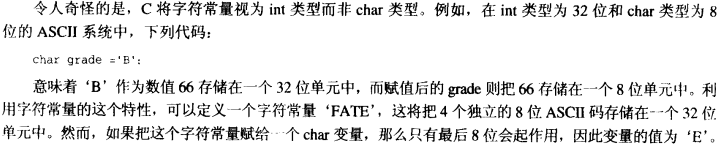 令人奇怪的是，C 将字符常量视为 int 类型而非 char 类型。例如，在 int 类型为 32 位和 char 类型为 8
位的 ASCII 系统中，下列代码：
char grade ='B';
意味着‘B’作为数值 66 存储在一个 32 位单元中，而赋值后的 grade 则把 66 存储在一个 8 位单元中。利
用字符常量的这个特性，可以定义一个字符常量‘FATE’，这将把 4 个独立的 8 位 ASCII 码存储在一个 32 位
单元中。然而，如果把这个字符常量赋给一个 char 变量，那么只有最后 8 位会起作用，因此变量的值为‘E’。